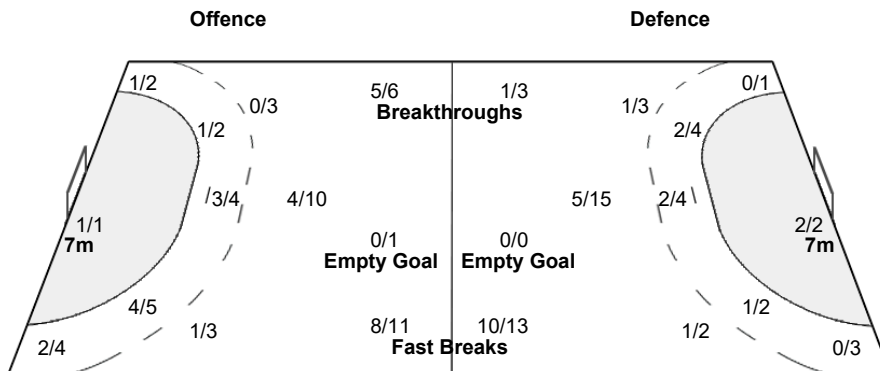 Offence Defence
1/2 5/6 1/3 0/1
0/3 Breakthroughs 1/3
1/2 2/4
3/4 4/10 5/15 2/4
1/1 2/2
7m 0/1 0/0 7m
Empty Goal Empty Goal
4/5 1/2
1/3 8/11 10/13 1/2
2/4 Fast Breaks 0/3